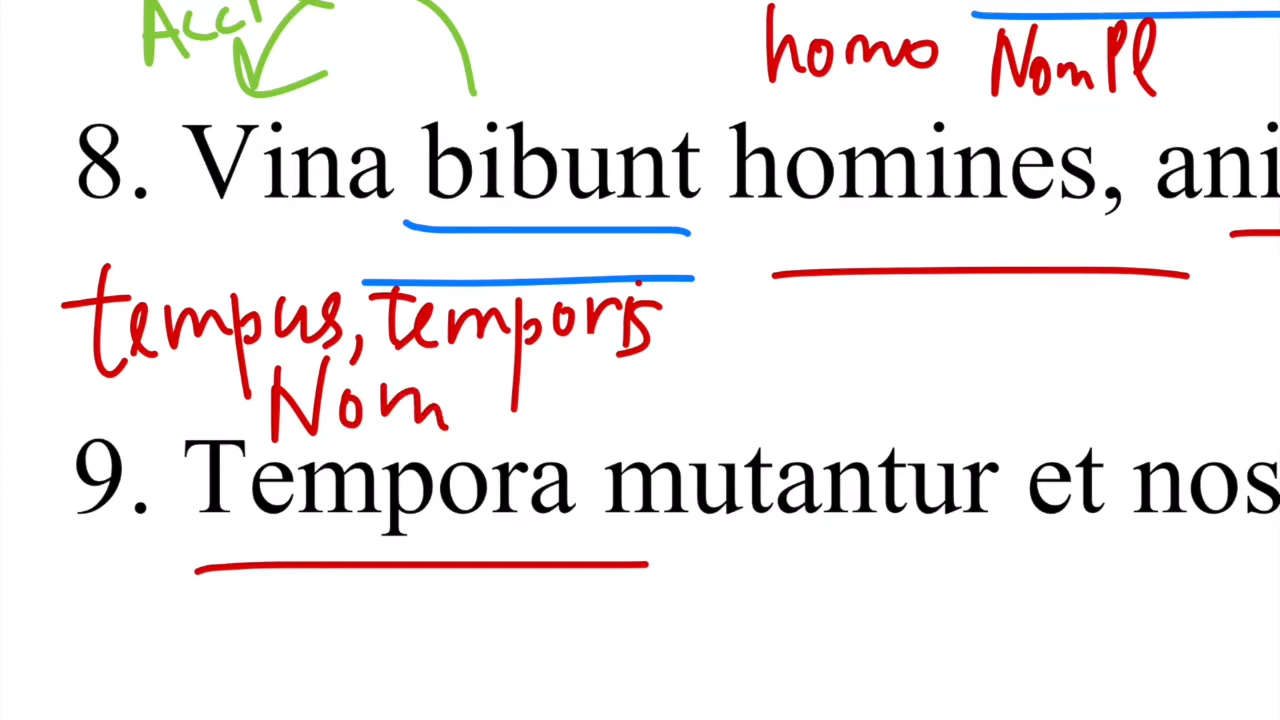 homo NomPl
8. Vina bibunt homines, ani
tempus, temporis
Nom
9. Tempora mutantur et nos